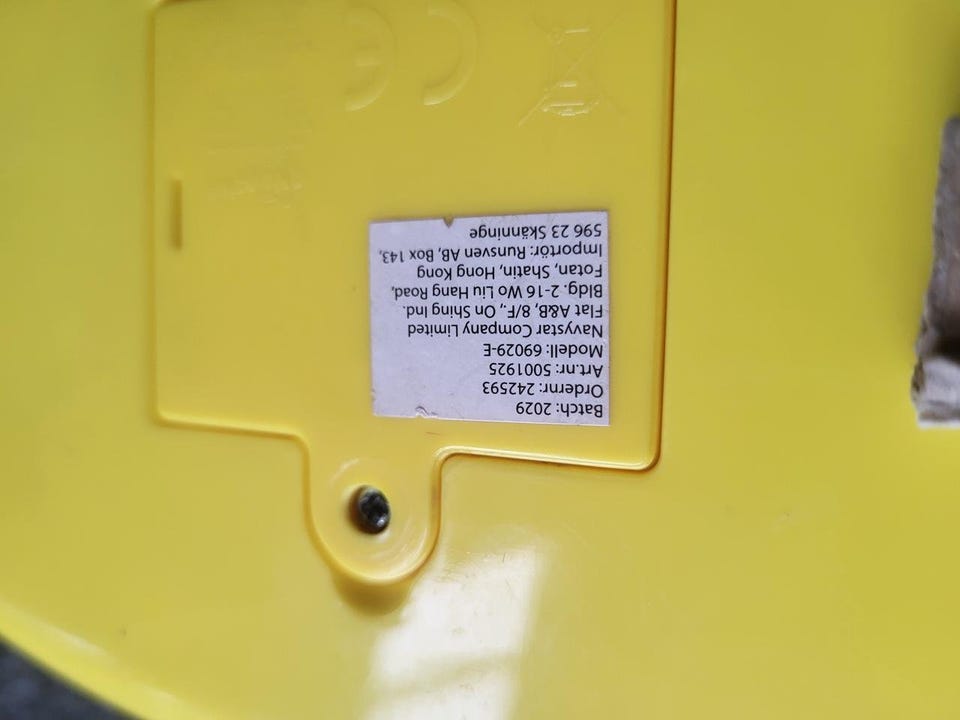 Batch: 2029
Ordernr: 242593
Art.nr: 5001925
Modell: 69029-E
Navystar Company Limited
Flat A&B, 8/F., On Shing Ind.
Bldg. 2-16 Wo Liu Hang Road,
Fotan, Shatin, Hong Kong
Importör: Runsven AB, Box 143,
596 23 Skänninge
CE